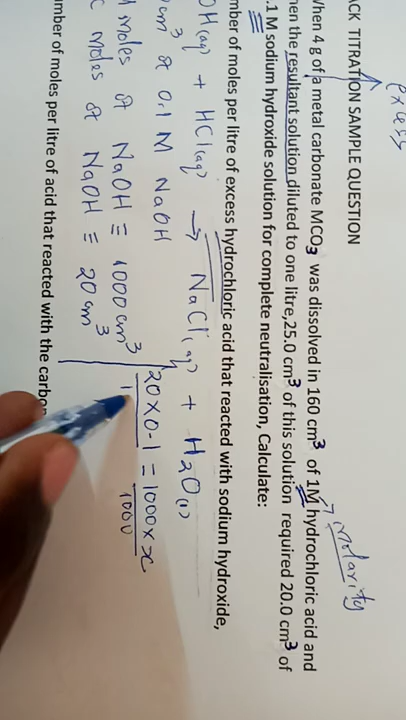 excess
ACK TITRATION SAMPLE QUESTION
Molarity
When 4 g of a metal carbonate MCO3 was dissolved in 160 cm3 of 1M hydrochloric acid and
hen the resultant solution diluted to one litre,25.0 cm3 of this solution required 20.0 cm3 of
.1 M sodium hydroxide solution for complete neutralisation, Calculate:
mber of moles per litre of excess hydrochloric acid that reacted with sodium hydroxide,
OH(aq) + HCl(aq) → NaCl(aq) + H2O(l)
cm3 of 0.1 M NaOH
moles of NaOH ≡ 1000 cm3
moles of NaOH ≡ 20 cm3
20 x 0.1 = 1000 x x
1000
umber of moles per litre of acid that reacted with the carbon